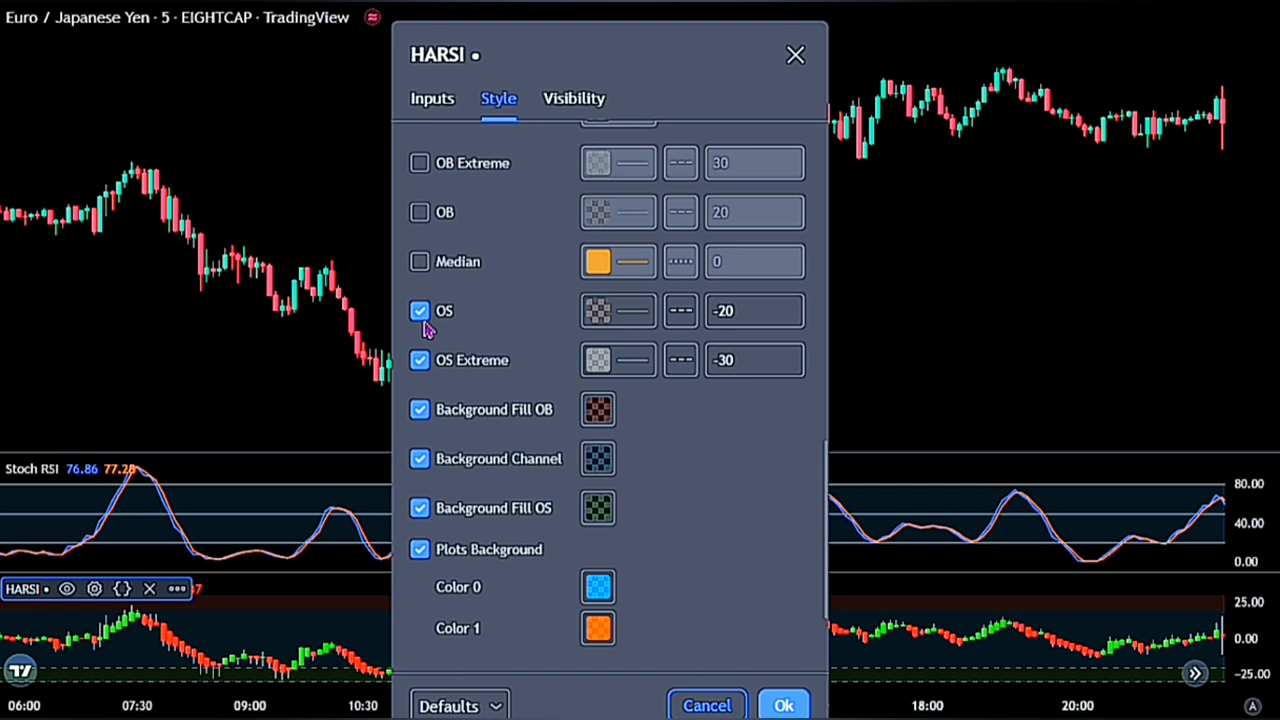 Euro / Japanese Yen · 5 · EIGHTCAP · TradingView
HARSI
Inputs Style Visibility
OB Extreme 30
OB 20
Median 0
OS -20
OS Extreme -30
Background Fill OB
Background Channel
Background Fill OS
Plots Background
Color 0
Color 1
Defaults Cancel Ok
Stoch RSI 76.86 77.28
80.00
40.00
0.00
HARSI
25.00
0.00
−25.00
06:00 07:30 09:00 10:30 18:00 20:00 A